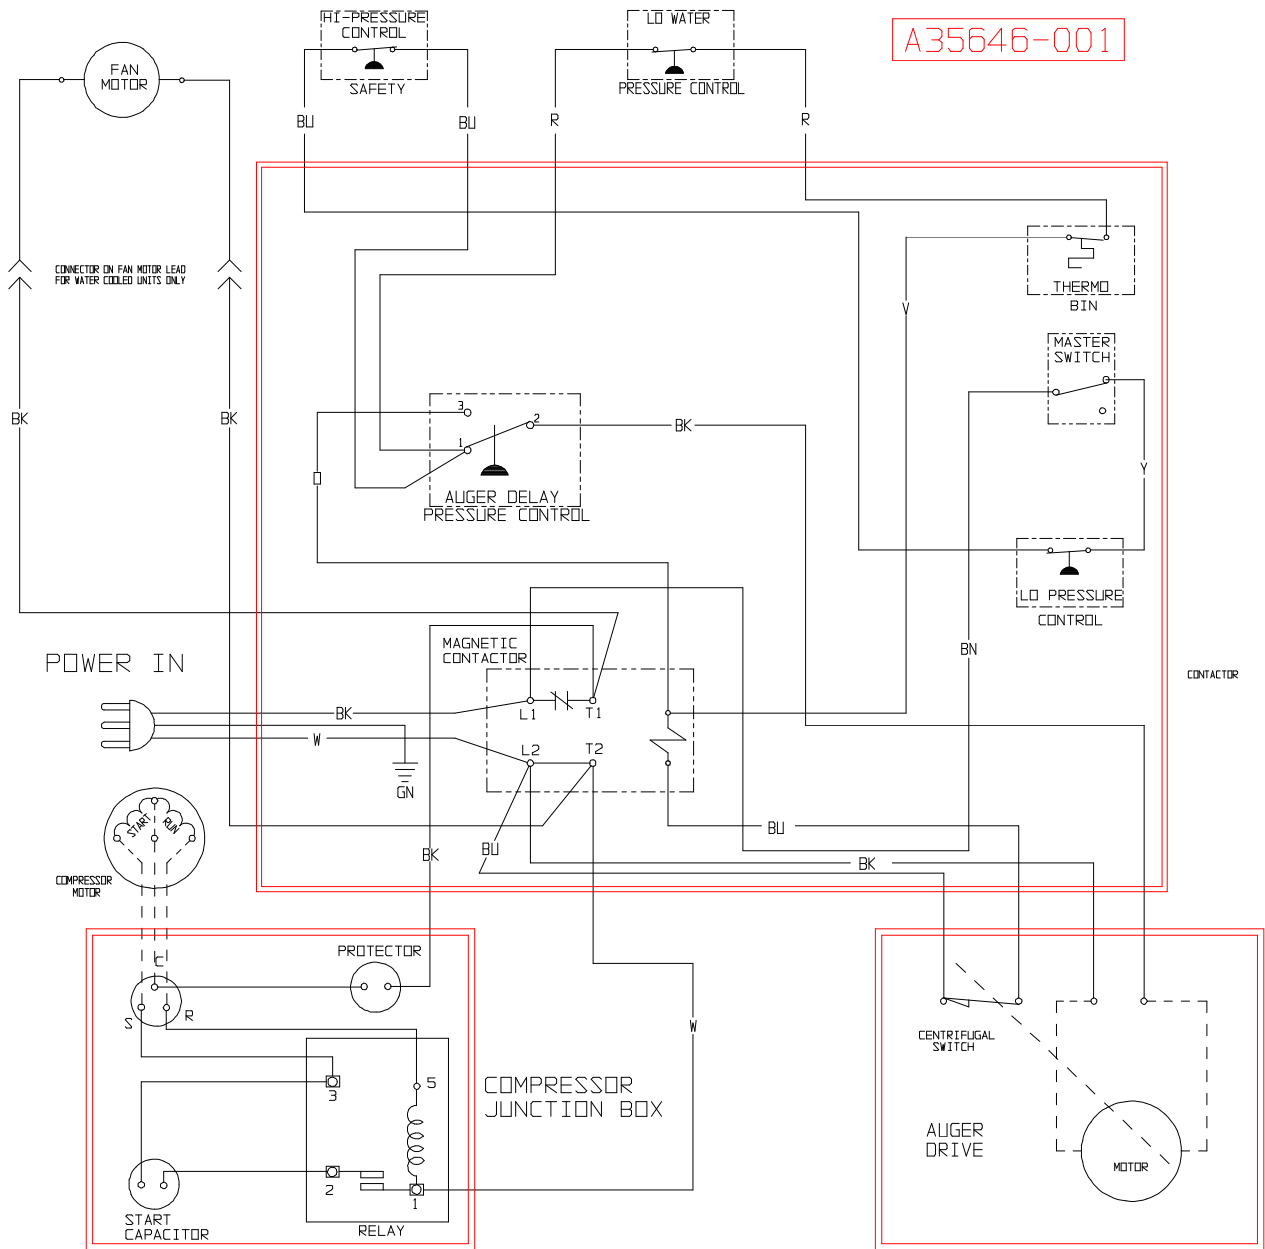 HI-PRESSURE
CONTROL
SAFETY
LO WATER
PRESSURE CONTROL
A35646-001
FAN
MOTOR
BU
BU
R
R
CONNECTOR ON FAN MOTOR LEAD
FOR WATER COOLED UNITS ONLY
THERMO
BIN
V
MASTER
SWITCH
BK
BK
3
2
1
BK
O
Y
AUGER DELAY
PRESSURE CONTROL
LO PRESSURE
CONTROL
POWER IN
MAGNETIC
CONTACTOR
BN
CONTACTOR
BK
L1
T1
W
L2
T2
GN
START
RUN
BU
BK
BU
BK
COMPRESSOR
MOTOR
PROTECTOR
C
S
R
W
CENTRIFUGAL
SWITCH
3
5
COMPRESSOR
JUNCTION BOX
AUGER
DRIVE
MOTOR
2
1
START
CAPACITOR
RELAY